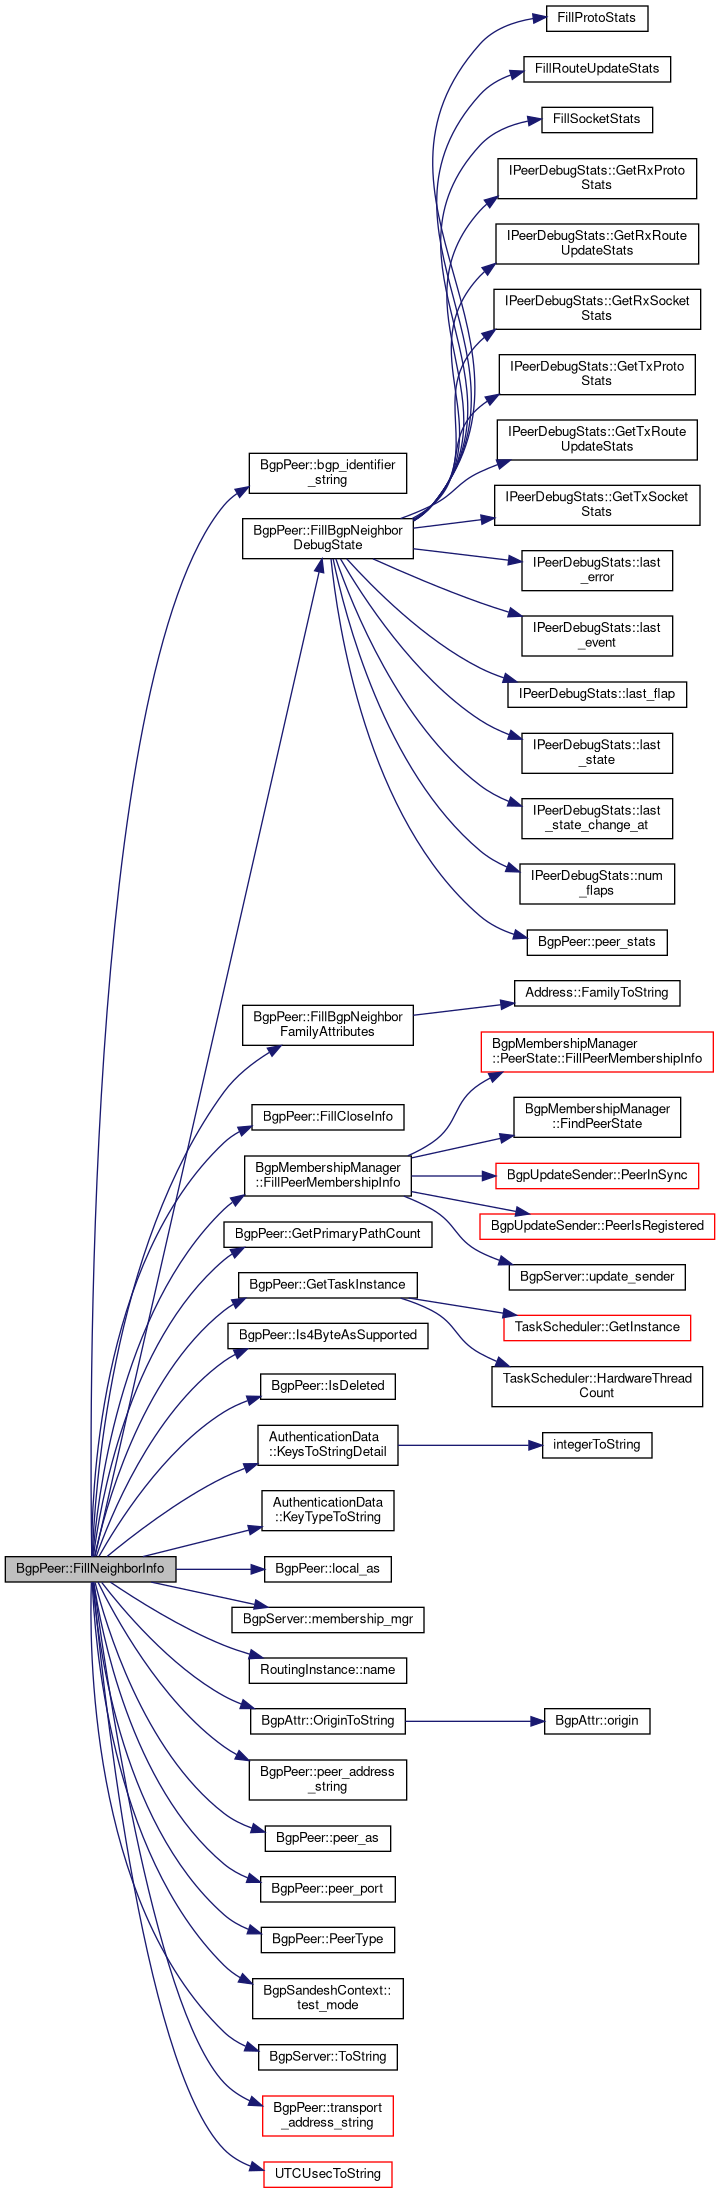 FillProtoStats
FillRouteUpdateStats
FillSocketStats
IPeerDebugStats::GetRxProto
Stats
IPeerDebugStats::GetRxRoute
UpdateStats
IPeerDebugStats::GetRxSocket
Stats
IPeerDebugStats::GetTxProto
Stats
IPeerDebugStats::GetTxRoute
UpdateStats
BgpPeer::bgp_identifier
_string
IPeerDebugStats::GetTxSocket
Stats
BgpPeer::FillBgpNeighbor
DebugState
IPeerDebugStats::last
_error
IPeerDebugStats::last
_event
IPeerDebugStats::last_flap
IPeerDebugStats::last
_state
IPeerDebugStats::last
_state_change_at
IPeerDebugStats::num
_flaps
BgpPeer::peer_stats
Address::FamilyToString
BgpPeer::FillBgpNeighbor
FamilyAttributes
BgpMembershipManager
::PeerState::FillPeerMembershipInfo
BgpPeer::FillCloseInfo
BgpMembershipManager
::FindPeerState
BgpMembershipManager
::FillPeerMembershipInfo
BgpUpdateSender::PeerInSync
BgpUpdateSender::PeerIsRegistered
BgpPeer::GetPrimaryPathCount
BgpServer::update_sender
BgpPeer::GetTaskInstance
TaskScheduler::GetInstance
BgpPeer::Is4ByteAsSupported
TaskScheduler::HardwareThread
Count
BgpPeer::IsDeleted
AuthenticationData
::KeysToStringDetail
integerToString
AuthenticationData
::KeyTypeToString
BgpPeer::FillNeighborInfo
BgpPeer::local_as
BgpServer::membership_mgr
RoutingInstance::name
BgpAttr::OriginToString
BgpAttr::origin
BgpPeer::peer_address
_string
BgpPeer::peer_as
BgpPeer::peer_port
BgpPeer::PeerType
BgpSandeshContext::
test_mode
BgpServer::ToString
BgpPeer::transport
_address_string
UTCUsecToString